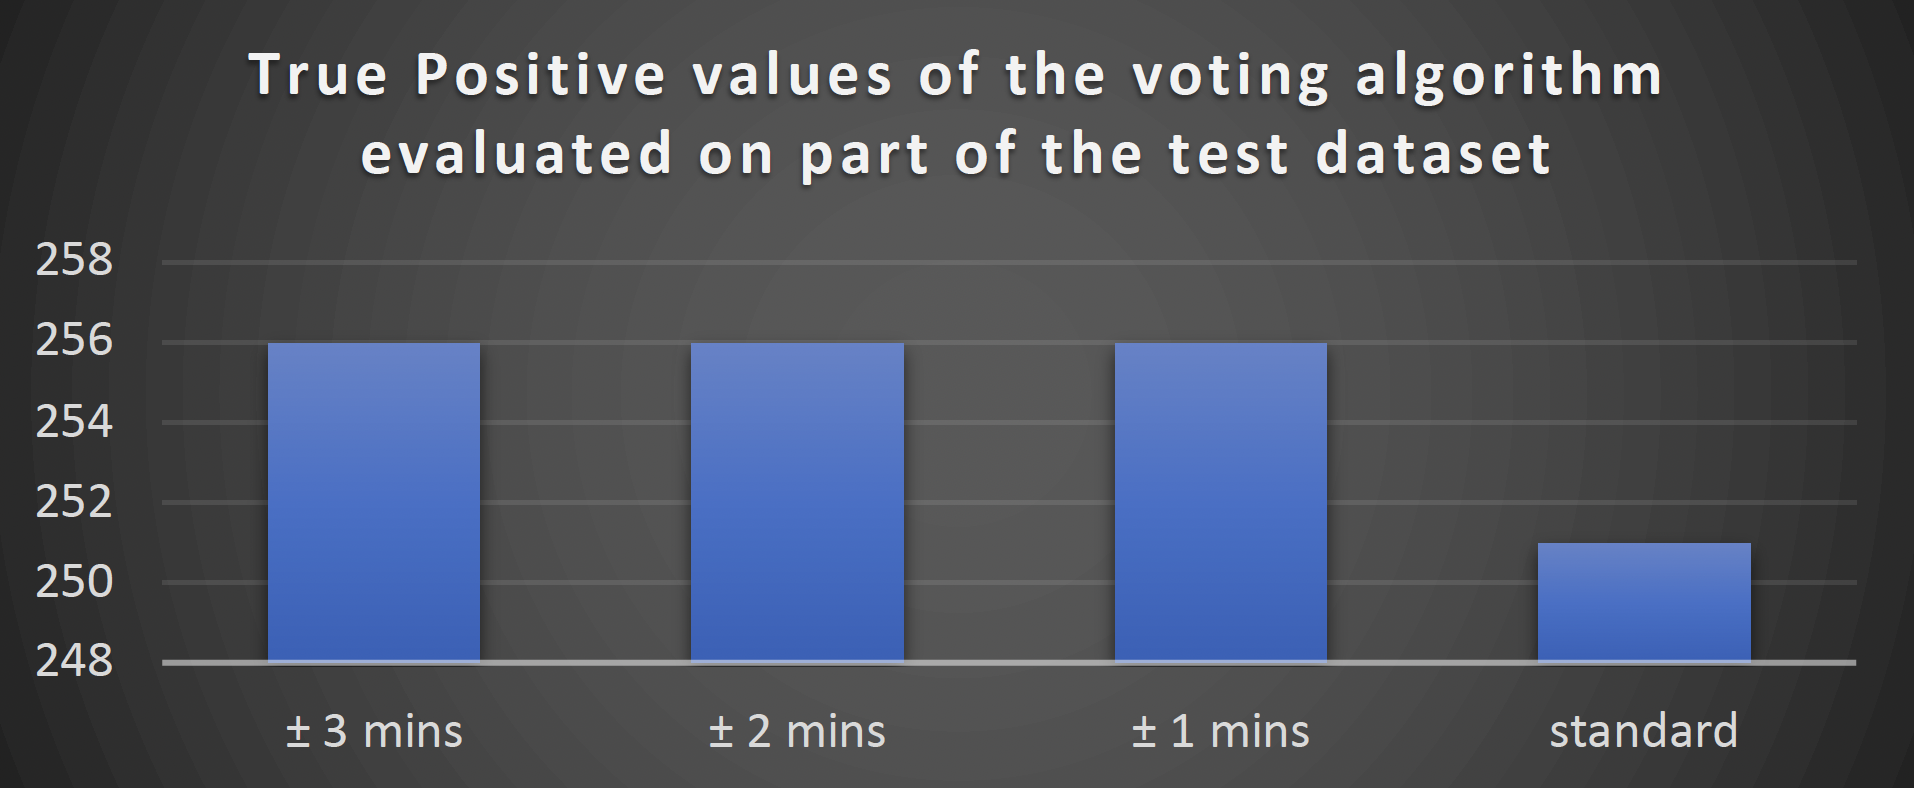 True Positive values of the voting algorithm
evaluated on part of the test dataset
258
256
254
252
250
248
± 3 mins
± 2 mins
± 1 mins
standard